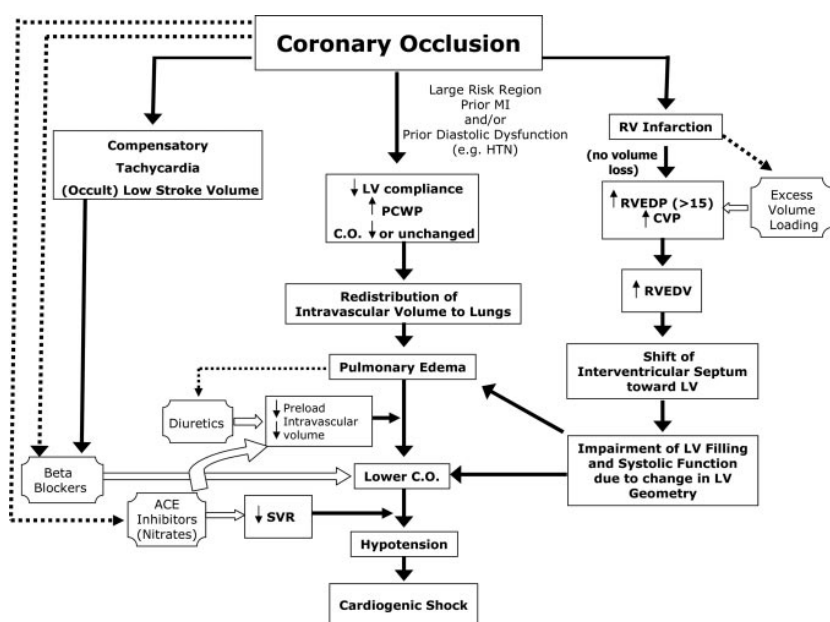 Coronary Occlusion
Large Risk Region
Prior MI
and/or
Prior Diastolic Dysfunction
(e.g. HTN)
Compensatory
Tachycardia
(Occult) Low Stroke Volume
RV Infarction
(no volume
loss)
↓ LV compliance
↑ PCWP
C.O. ↓ or unchanged
↑ RVEDP (>15)
↑ CVP
Excess
Volume
Loading
Redistribution of
Intravascular Volume to Lungs
↑ RVEDV
Pulmonary Edema
Shift of
Interventricular Septum
toward LV
Diuretics
↓ Preload
↓ Intravascular
volume
Beta
Blockers
Lower C.O.
Impairment of LV Filling
and Systolic Function
due to change in LV
Geometry
ACE
Inhibitors
(Nitrates)
↓ SVR
Hypotension
Cardiogenic Shock